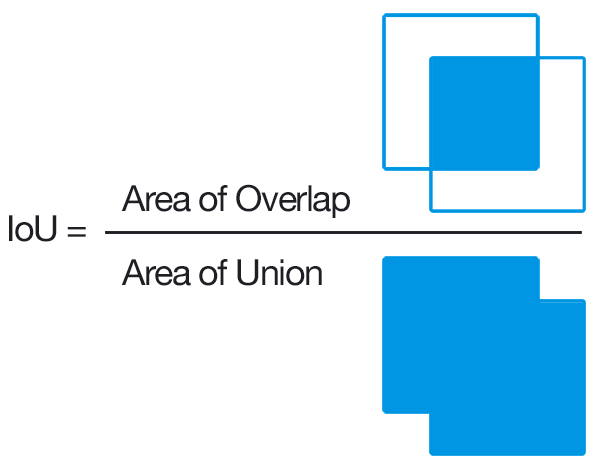 Area of Overlap
IoU =
Area of Union